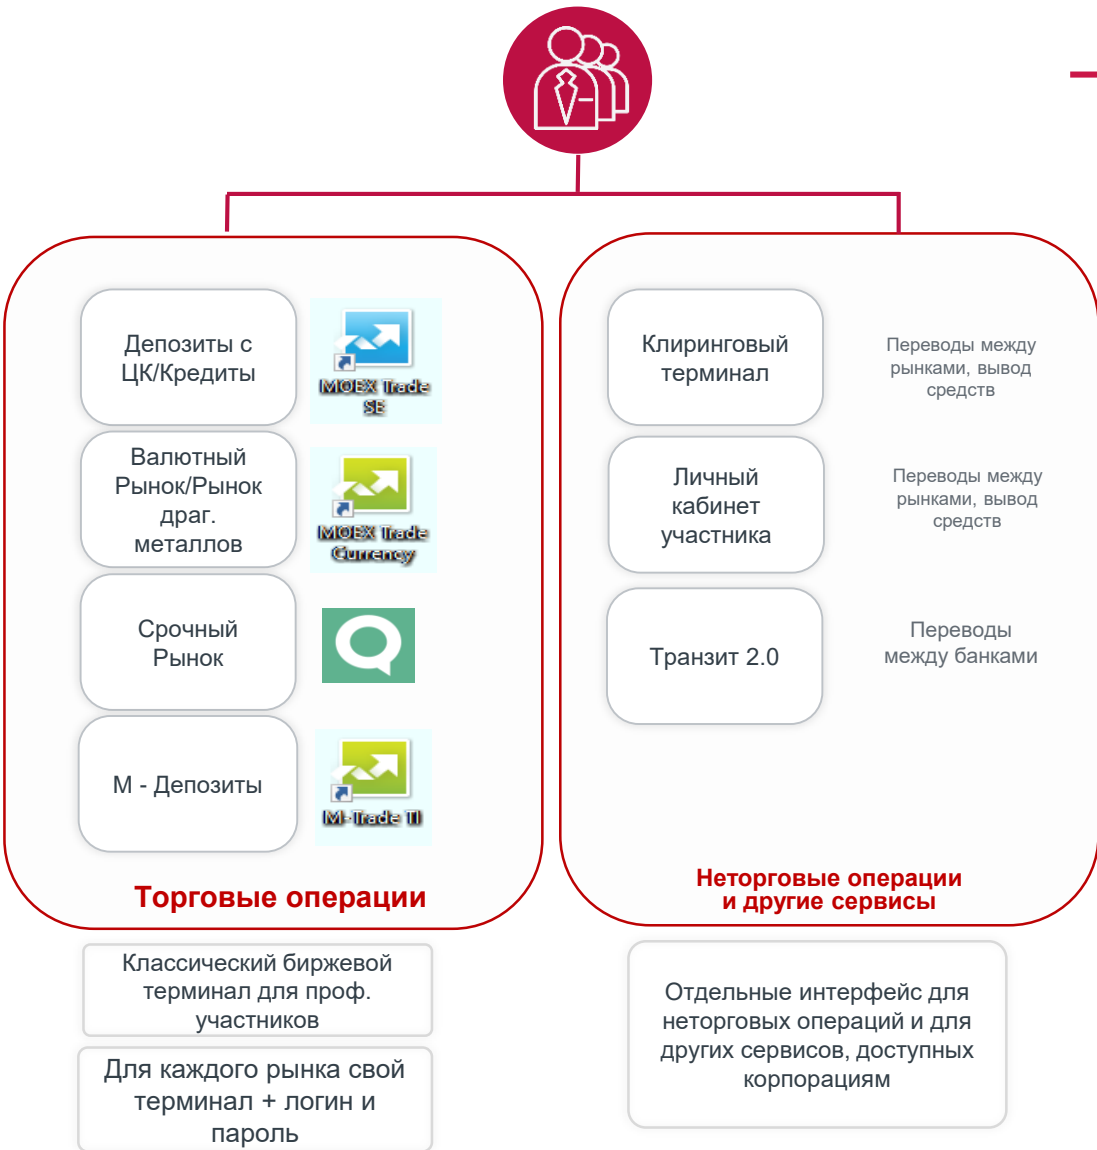 Депозиты с
ЦК/Кредиты
MOEX Trade
SE
Валютный
Рынок/Рынок
драг.
металлов
MOEX Trade
Currency
Срочный
Рынок
М - Депозиты
M-Trade TI
Торговые операции
Классический биржевой
терминал для проф.
участников
Для каждого рынка свой
терминал + логин и
пароль
Клиринговый
терминал
Переводы между
рынками, вывод
средств
Личный
кабинет
участника
Переводы между
рынками, вывод
средств
Транзит 2.0
Переводы
между банками
Неторговые операции
и другие сервисы
Отдельные интерфейс для
неторговых операций и для
других сервисов, доступных
корпорациям